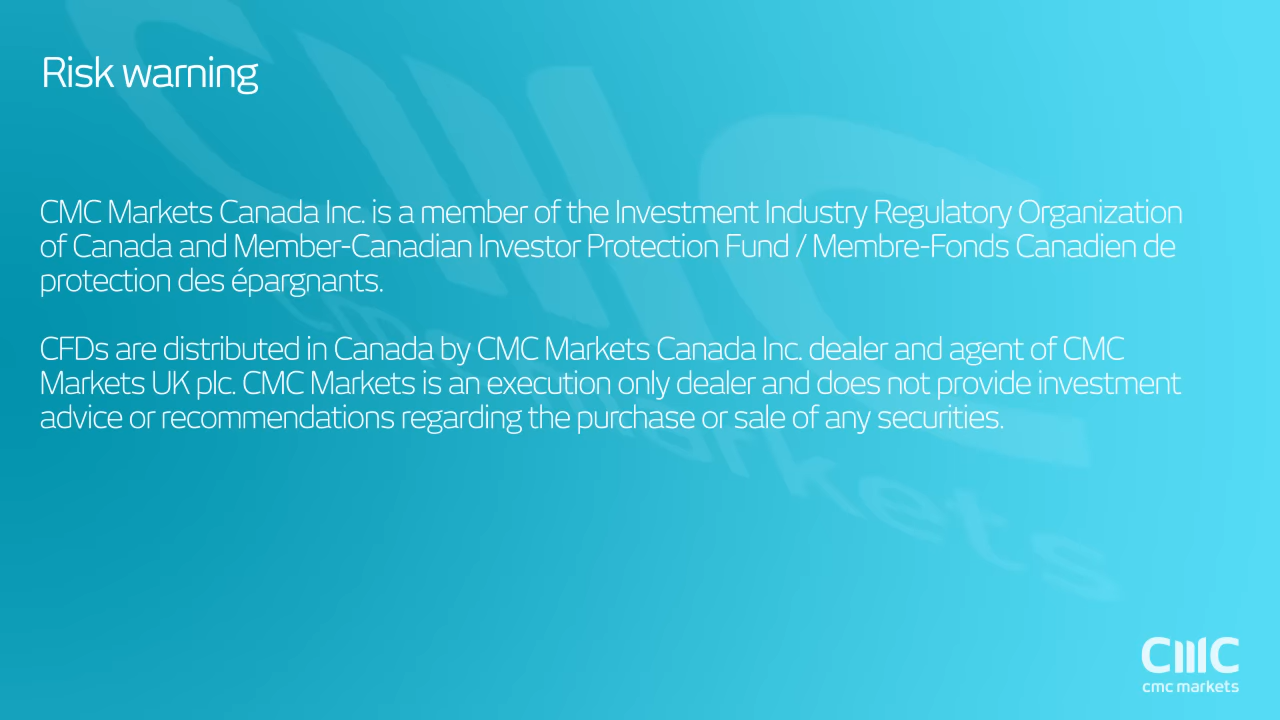 Risk warning
CMC Markets Canada Inc. is a member of the Investment Industry Regulatory Organization
of Canada and Member-Canadian Investor Protection Fund / Membre-Fonds Canadien de
protection des épargnants.
CFDs are distributed in Canada by CMC Markets Canada Inc. dealer and agent of CMC
Markets UK plc. CMC Markets is an execution only dealer and does not provide investment
advice or recommendations regarding the purchase or sale of any securities.
CMC
cmc markets
CMC
cmc markets